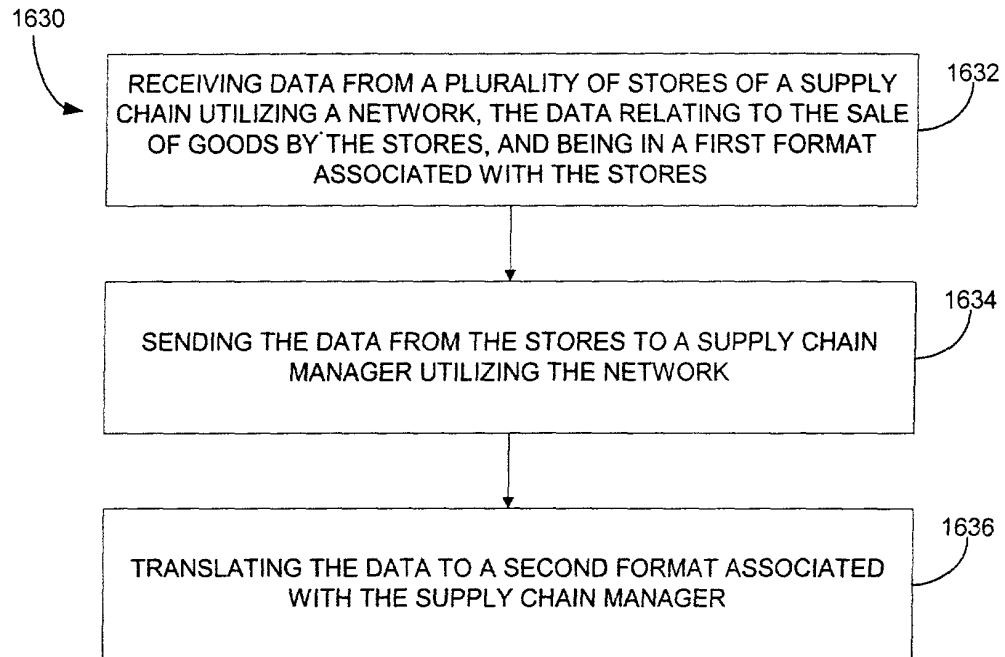 1630
RECEIVING DATA FROM A PLURALITY OF STORES OF A SUPPLY
CHAIN UTILIZING A NETWORK, THE DATA RELATING TO THE SALE
OF GOODS BY THE STORES, AND BEING IN A FIRST FORMAT
ASSOCIATED WITH THE STORES
1632
SENDING THE DATA FROM THE STORES TO A SUPPLY CHAIN
MANAGER UTILIZING THE NETWORK
1634
TRANSLATING THE DATA TO A SECOND FORMAT ASSOCIATED
WITH THE SUPPLY CHAIN MANAGER
1636